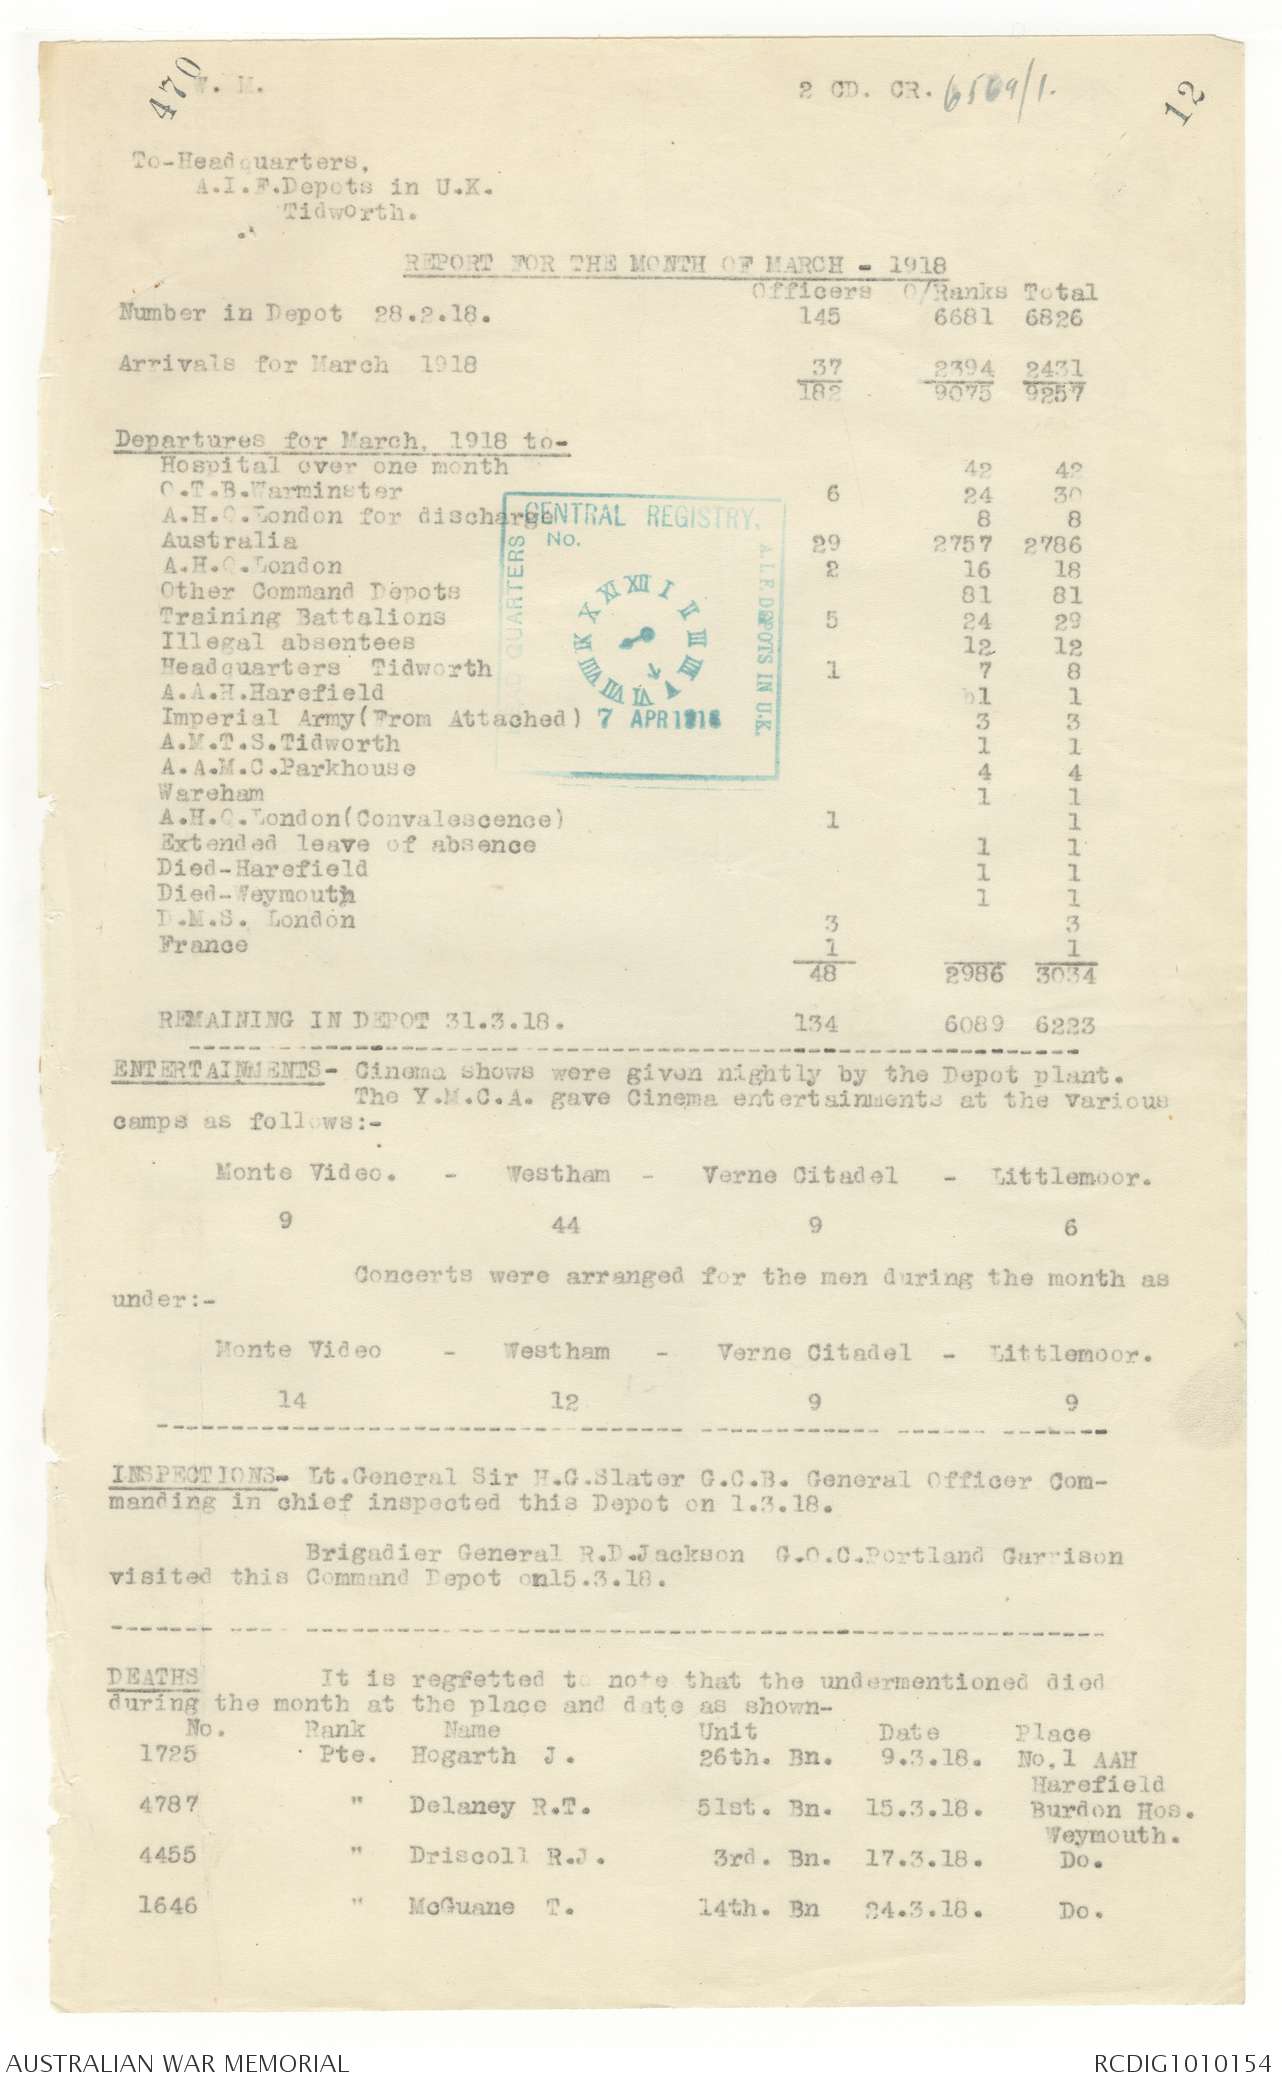 470
W. M.
2 CD. CR. 6569/1.
12
To-Headquarters,
A.I.F.Depots in U.K.
Tidworth.
REPORT FOR THE MONTH OF MARCH - 1918
Officers O/Ranks Total
Number in Depot 28.2.18. 145 6681 6826
Arrivals for March 1918 37 2394 2431
182 9075 9257
Departures for March, 1918 to-
Hospital over one month 42 42
O.T.B.Warminster 6 24 30
A.H.Q.London for discharge 8 8
Australia 29 2757 2786
A.H.Q.London 2 16 18
Other Command Depots 81 81
Training Battalions 5 24 29
Illegal absentees 12 12
Headquarters Tidworth 1 7 8
A.A.H.Harefield 1 1
Imperial Army(From Attached) 3 3
A.M.T.S.Tidworth 1 1
A.A.M.C.Parkhouse 4 4
Wareham 1 1
A.H.Q.London(Convalescence) 1 1
Extended leave of absence 1 1
Died-Harefield 1 1
Died-Weymouth 1 1
D.M.S. London 3 3
France 1 1
48 2986 3034
CENTRAL REGISTRY.
No.
QUARTERS
A.I.F. DEPOTS IN U.K.
XII I II III IIII V VI VII VIII IX X XI
7 APR 1918
REMAINING IN DEPOT 31.3.18. 134 6089 6223
ENTERTAINMENTS- Cinema shows were given nightly by the Depot plant.
The Y.M.C.A. gave Cinema entertainments at the various
camps as follows:-
Monte Video. - Westham - Verne Citadel - Littlemoor.
9 44 9 6
Concerts were arranged for the men during the month as
under:-
Monte Video - Westham - Verne Citadel - Littlemoor.
14 12 9 9
INSPECTIONS- Lt.General Sir H.G.Slater G.C.B. General Officer Com-
manding in chief inspected this Depot on 1.3.18.
Brigadier General R.D.Jackson G.O.C.Portland Garrison
visited this Command Depot on15.3.18.
DEATHS It is regfetted to note that the undermentioned died
during the month at the place and date as shown-
No. Rank Name Unit Date Place
1725 Pte. Hogarth J. 26th. Bn. 9.3.18. No.1 AAH
Harefield
4787 " Delaney R.T. 51st. Bn. 15.3.18. Burdon Hos.
Weymouth.
4455 " Driscoll R.J. 3rd. Bn. 17.3.18. Do.
1646 " McGuane T. 14th. Bn 24.3.18. Do.
AUSTRALIAN WAR MEMORIAL
RCDIG1010154